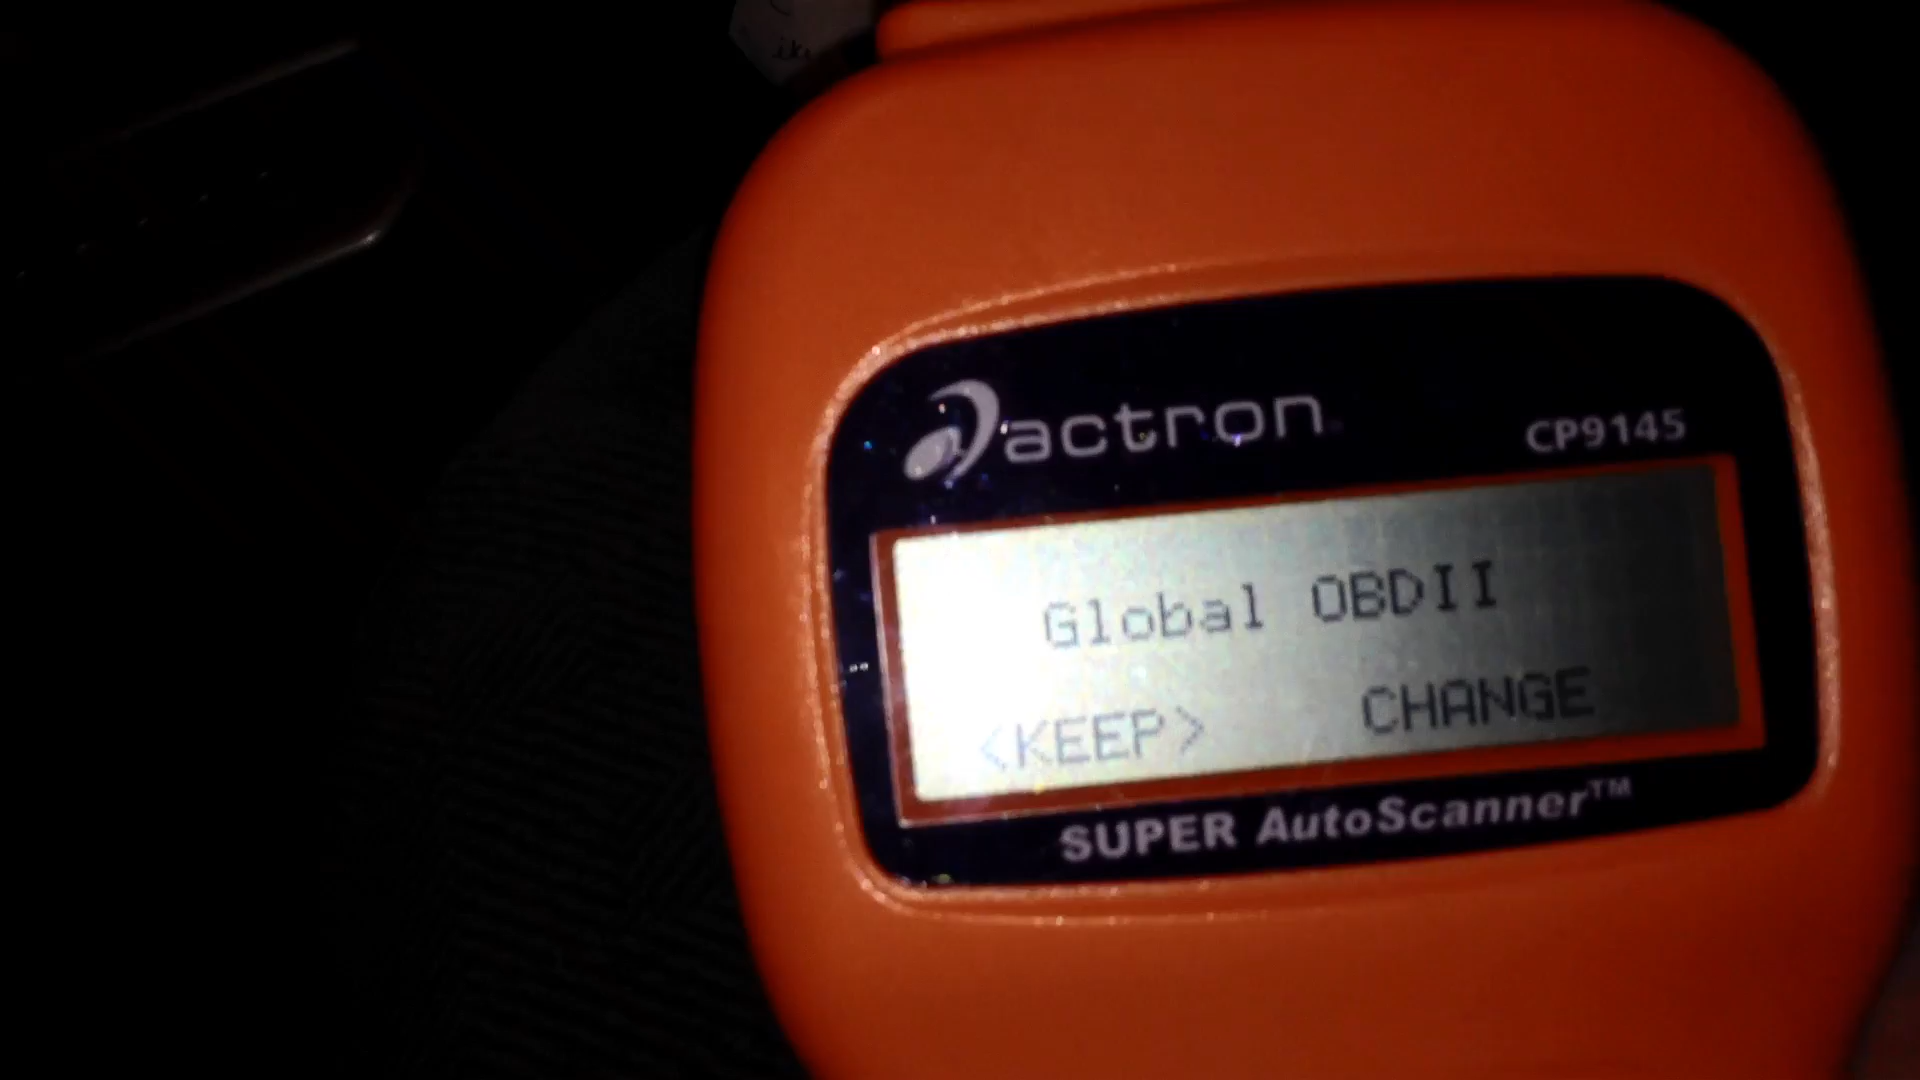 actron
CP9145
Global OBDII
<KEEP> CHANGE
SUPER AutoScanner™